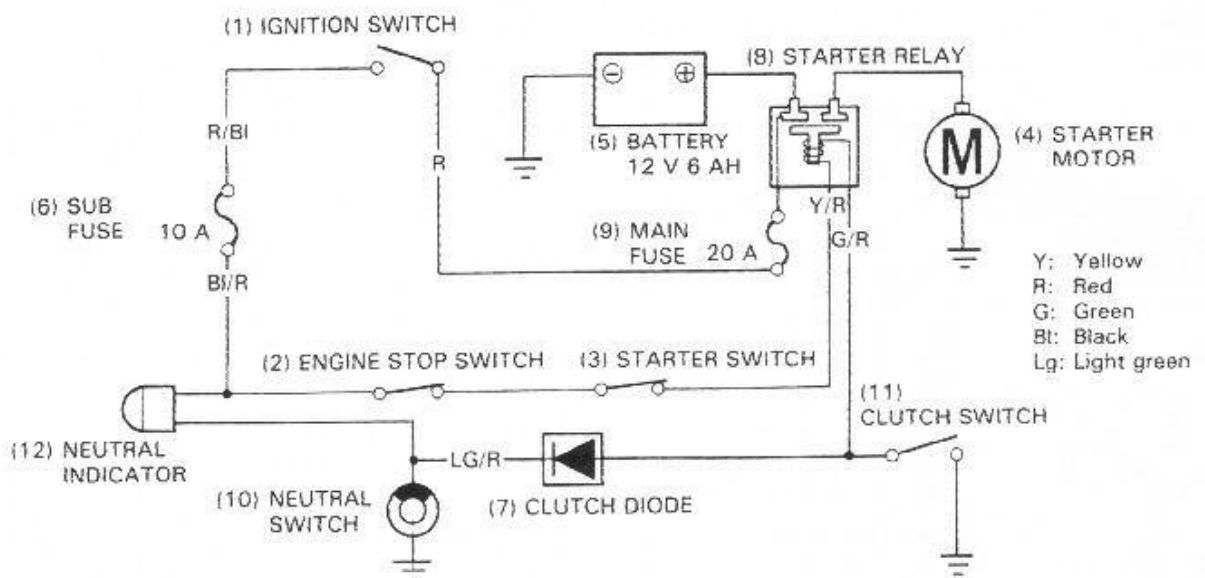 (1) IGNITION SWITCH
(8) STARTER RELAY
R/Bl
(5) BATTERY
12 V 6 AH
(4) STARTER
MOTOR
M
R
(6) SUB
FUSE
10 A
Y/R
(9) MAIN
FUSE
20 A
G/R
Bl/R
Y: Yellow
R: Red
G: Green
Bl: Black
Lg: Light green
(2) ENGINE STOP SWITCH
(3) STARTER SWITCH
(11)
CLUTCH SWITCH
(12) NEUTRAL
INDICATOR
LG/R
(10) NEUTRAL
SWITCH
(7) CLUTCH DIODE